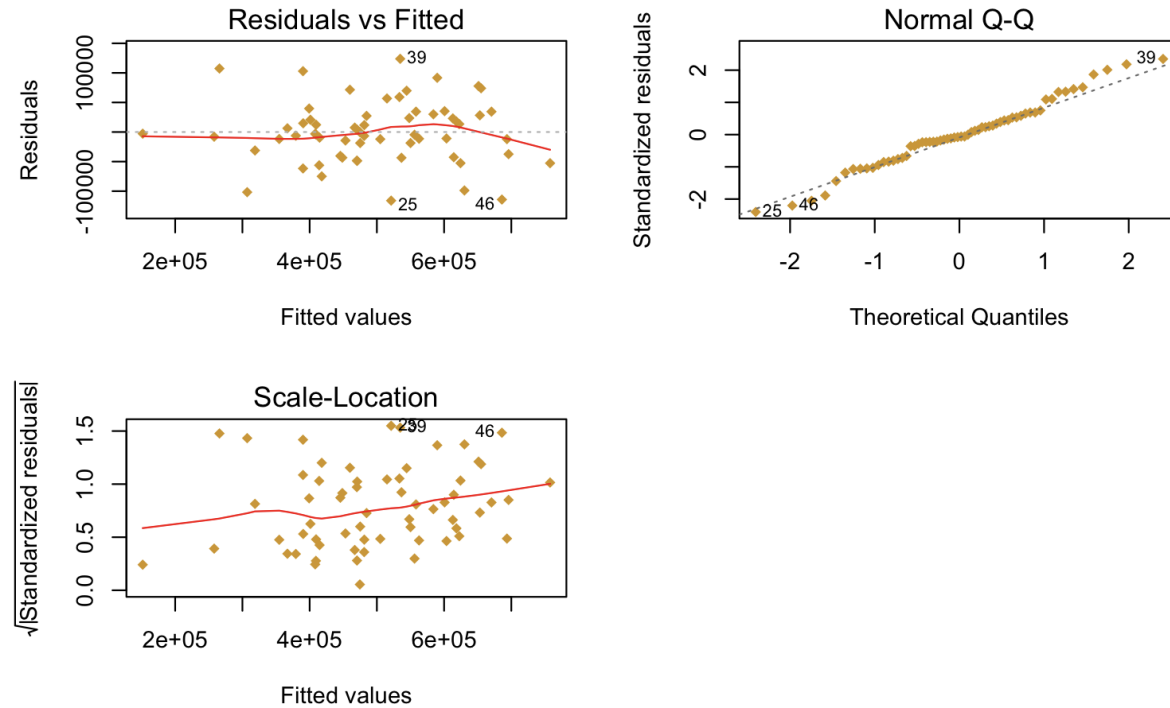 Residuals vs Fitted
Residuals
-100000
1000000
39
25
46
2e+05 4e+05 6e+05
Fitted values
Normal Q-Q
Standardized residuals
2
0
-2
39
25
46
-2 -1 0 1 2
Theoretical Quantiles
Scale-Location
√|Standardized residuals|
1.5
1.0
0.5
0.0
39
46
2e+05 4e+05 6e+05
Fitted values